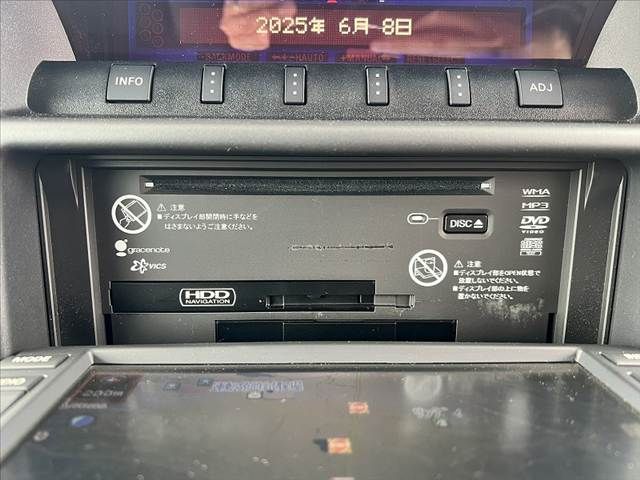 2025年 6月 8日
INFO
ADJ
⚠ 注意
■ディスプレイ部開閉時に手などを
はさまないようご注意ください。
gracenote
VICS
HDD
NAVIGATION
DISC
WMA
MP3
DVD
VIDEO
⚠ 注意
■ディスプレイ部をOPEN状態で
放置しないでください。
■ディスプレイ部の上に物を
置かないでください。
MODE